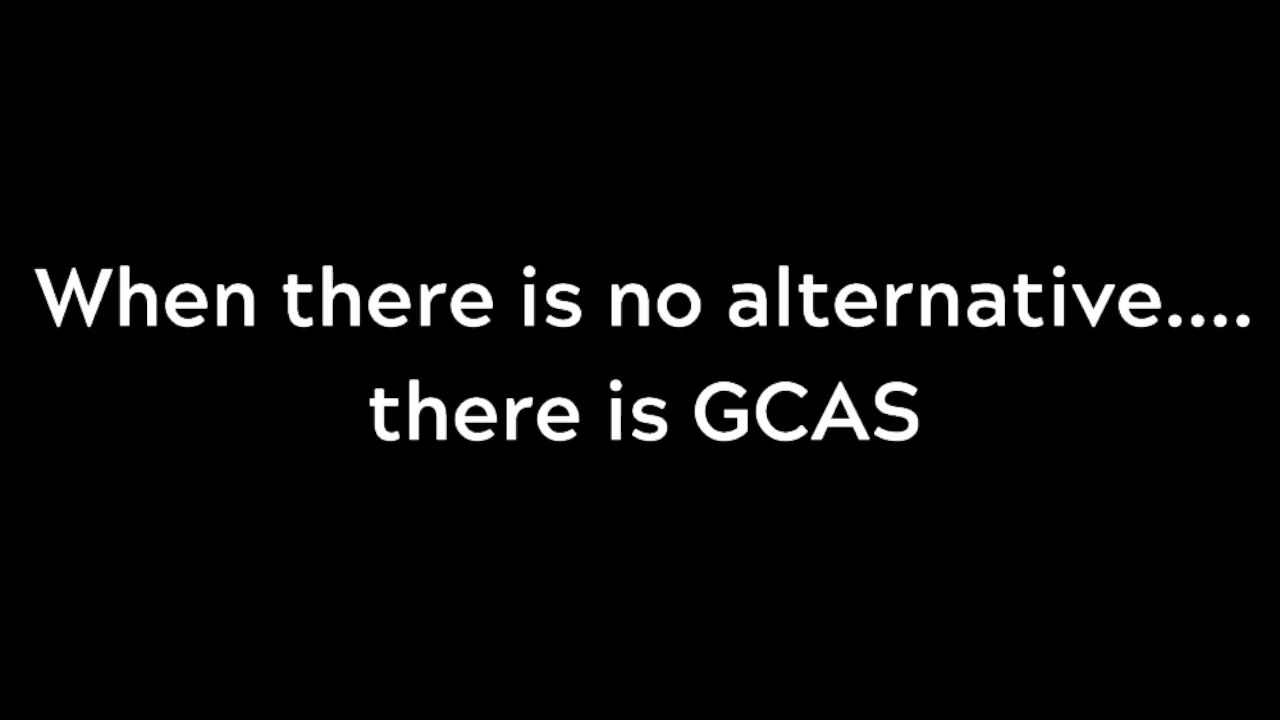 When there is no alternative....
there is GCAS